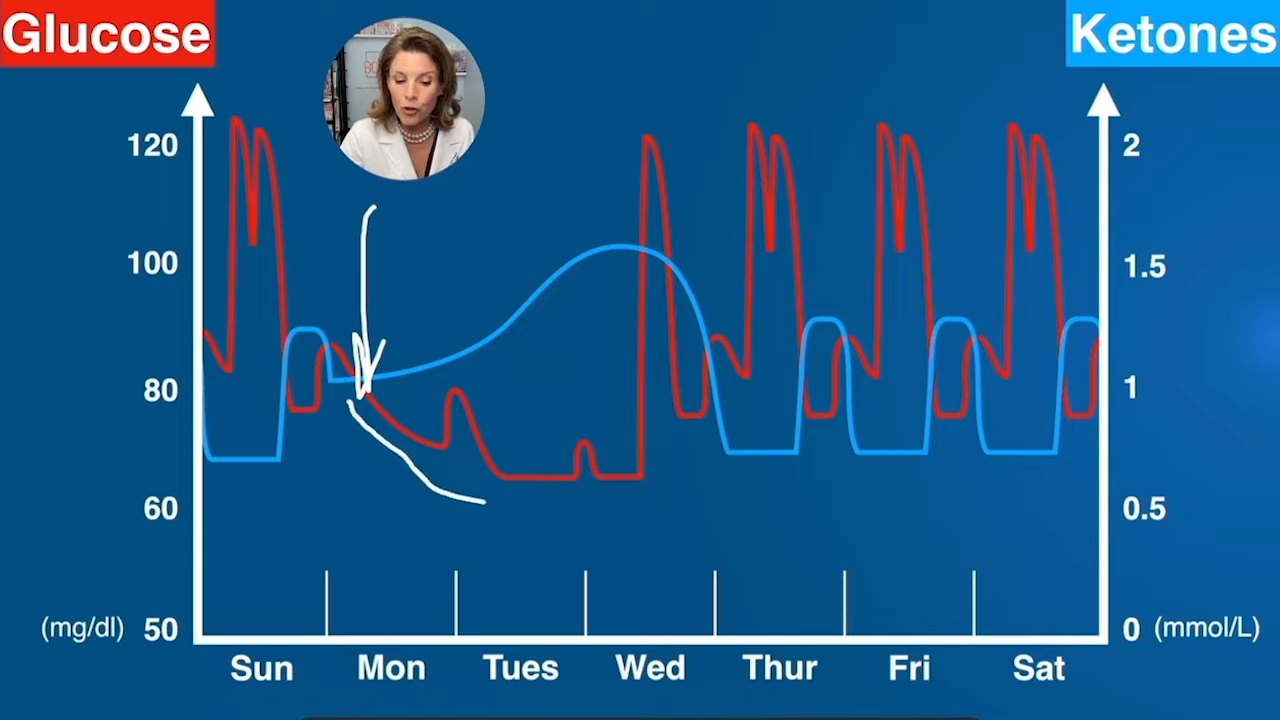 Glucose
Ketones
120
100
80
60
(mg/dl) 50
2
1.5
1
0.5
0 (mmol/L)
Sun Mon Tues Wed Thur Fri Sat